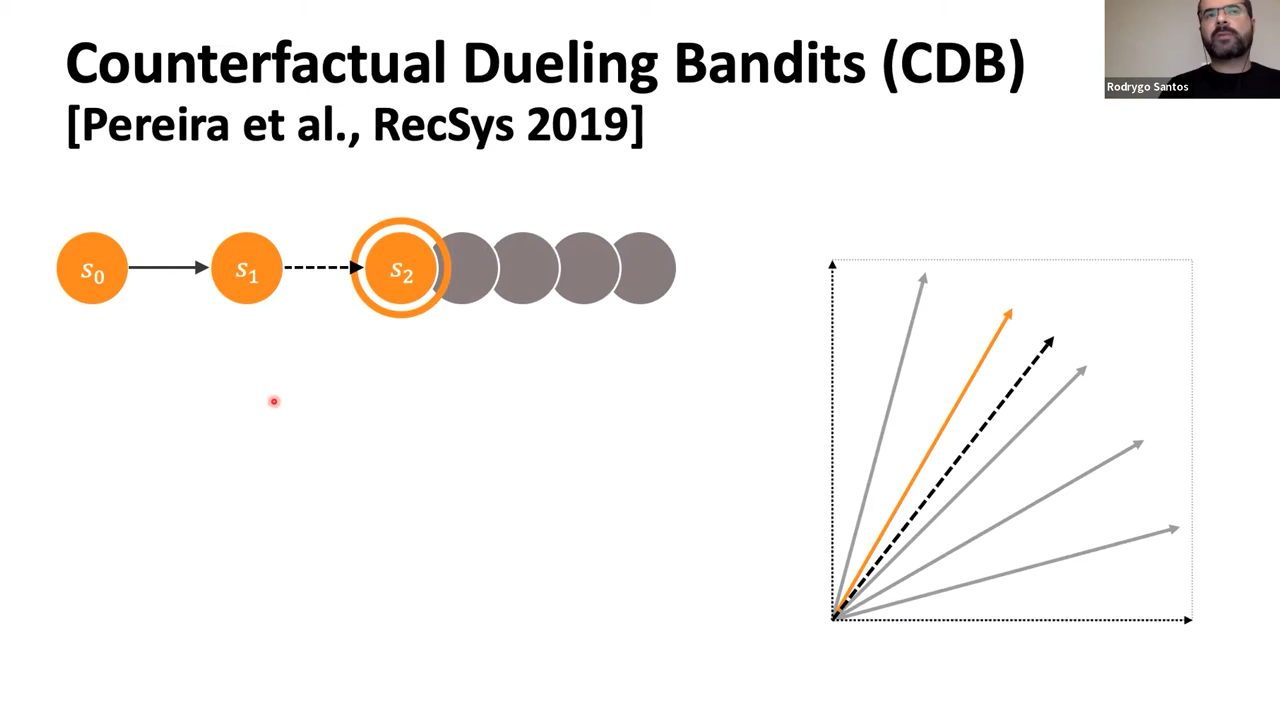 Counterfactual Dueling Bandits (CDB)
[Pereira et al., RecSys 2019]
Rodrygo Santos
s0 s1 s2